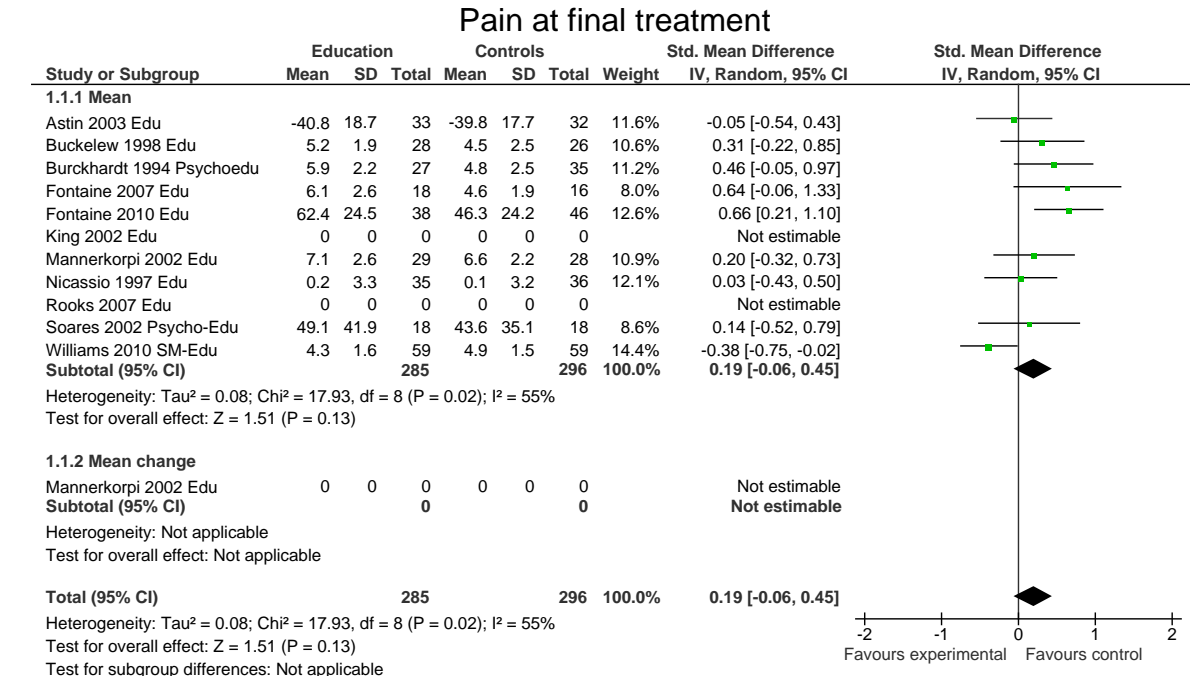 Pain at final treatment
Education Controls Std. Mean Difference Std. Mean Difference
Study or Subgroup Mean SD Total Mean SD Total Weight IV, Random, 95% CI IV, Random, 95% CI
1.1.1 Mean
Astin 2003 Edu -40.8 18.7 33 -39.8 17.7 32 11.6% -0.05 [-0.54, 0.43]
Buckelew 1998 Edu 5.2 1.9 28 4.5 2.5 26 10.6% 0.31 [-0.22, 0.85]
Burckhardt 1994 Psychoedu 5.9 2.2 27 4.8 2.5 35 11.2% 0.46 [-0.05, 0.97]
Fontaine 2007 Edu 6.1 2.6 18 4.6 1.9 16 8.0% 0.64 [-0.06, 1.33]
Fontaine 2010 Edu 62.4 24.5 38 46.3 24.2 46 12.6% 0.66 [0.21, 1.10]
King 2002 Edu 0 0 0 0 0 0 Not estimable
Mannerkorpi 2002 Edu 7.1 2.6 29 6.6 2.2 28 10.9% 0.20 [-0.32, 0.73]
Nicassio 1997 Edu 0.2 3.3 35 0.1 3.2 36 12.1% 0.03 [-0.43, 0.50]
Rooks 2007 Edu 0 0 0 0 0 0 Not estimable
Soares 2002 Psycho-Edu 49.1 41.9 18 43.6 35.1 18 8.6% 0.14 [-0.52, 0.79]
Williams 2010 SM-Edu 4.3 1.6 59 4.9 1.5 59 14.4% -0.38 [-0.75, -0.02]
Subtotal (95% CI) 285 296 100.0% 0.19 [-0.06, 0.45]
Heterogeneity: Tau² = 0.08; Chi² = 17.93, df = 8 (P = 0.02); I² = 55%
Test for overall effect: Z = 1.51 (P = 0.13)
1.1.2 Mean change
Mannerkorpi 2002 Edu 0 0 0 0 0 0 Not estimable
Subtotal (95% CI) 0 0 Not estimable
Heterogeneity: Not applicable
Test for overall effect: Not applicable
Total (95% CI) 285 296 100.0% 0.19 [-0.06, 0.45]
Heterogeneity: Tau² = 0.08; Chi² = 17.93, df = 8 (P = 0.02); I² = 55%
Test for overall effect: Z = 1.51 (P = 0.13)
Test for subgroup differences: Not applicable
-2 -1 0 1 2
Favours experimental Favours control